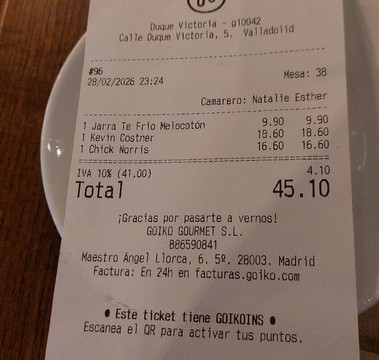 Duque Victoria - g10042
Calle Duque Victoria, 5. Valladolid
#96
28/02/2026 23:24 Mesa: 38
Camarero: Natalie Esther
1 Jarra Te Frío Melocotón 9.90 9.90
1 Kevin Costner 18.60 18.60
1 Chick Norris 16.60 16.60
IVA 10% (41.00) 4.10
Total 45.10
¡Gracias por pasarte a vernos!
GOIKO GOURMET S.L.
B86590841
Maestro Ángel Llorca, 6. 5ª. 28003. Madrid
Factura: En 24h en facturas.goiko.com
● Este ticket tiene GOIKOINS ●
Escanea el QR para activar tus puntos.